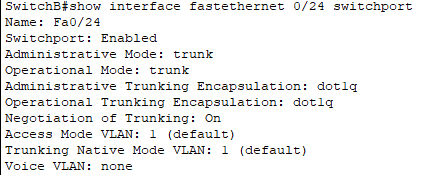 SwitchB#show interface fastethernet 0/24 switchport
Name: Fa0/24
Switchport: Enabled
Administrative Mode: trunk
Operational Mode: trunk
Administrative Trunking Encapsulation: dot1q
Operational Trunking Encapsulation: dot1q
Negotiation of Trunking: On
Access Mode VLAN: 1 (default)
Trunking Native Mode VLAN: 1 (default)
Voice VLAN: none